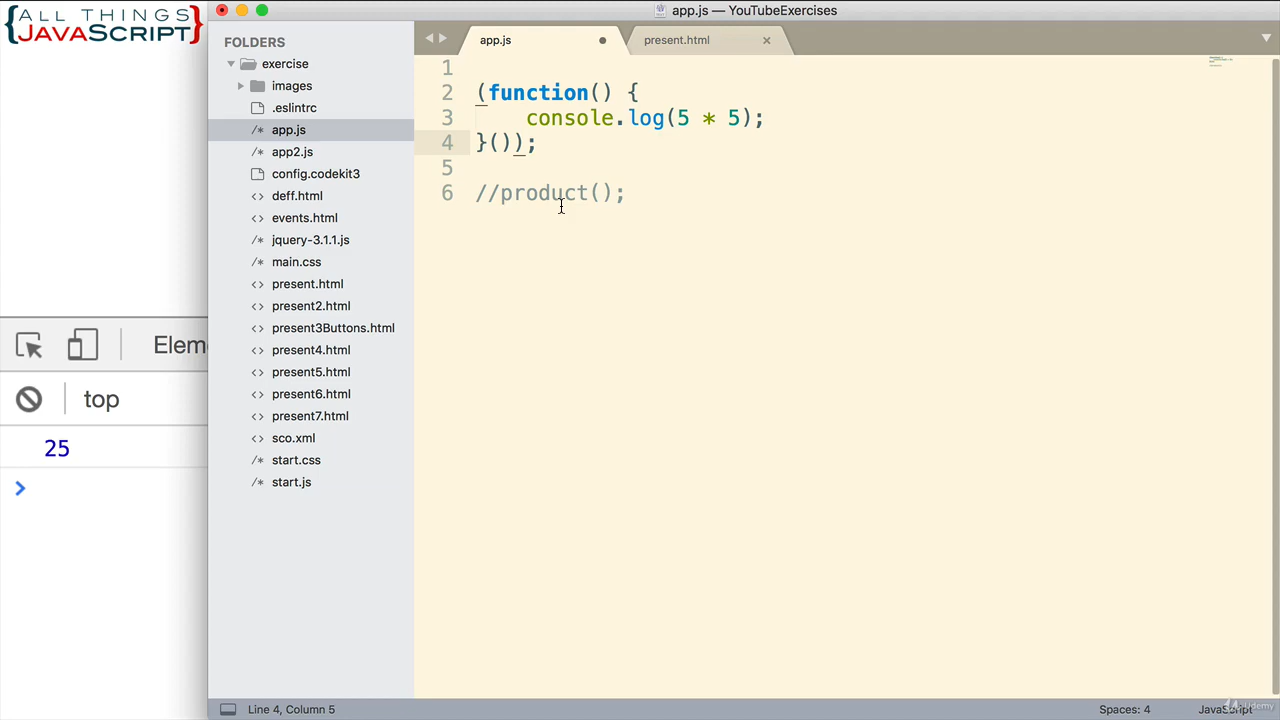 ALL THINGS
JAVASCRIPT
app.js — YouTubeExercises
FOLDERS
exercise
images
.eslintrc
/* app.js
/* app2.js
config.codekit3
<> deff.html
<> events.html
/* jquery-3.1.1.js
/* main.css
<> present.html
<> present2.html
<> present3Buttons.html
<> present4.html
<> present5.html
<> present6.html
<> present7.html
<> sco.xml
/* start.css
/* start.js
app.js
present.html
1
2 (function() {
3 console.log(5 * 5);
4 }());
5
6 //product();
Eleme
top
25
>
Line 4, Column 5
Spaces: 4
JavaScript
Udemy